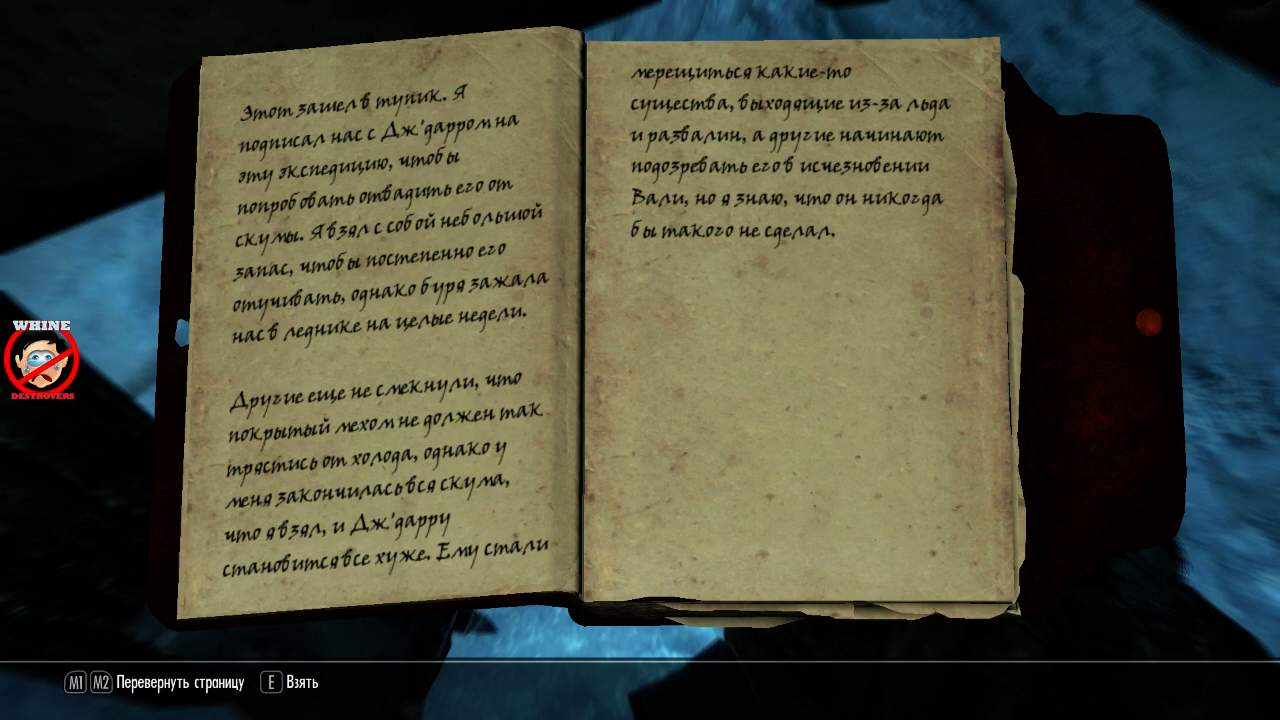 Этот зашел в тупик. Я
подписал нас с Дж'дарром на
эту экспедицию, чтобы
попробовать отвадить его от
скумы. Я взял с собой небольшой
запас, чтобы постепенно его
отучивать, однако буря зажала
нас в леднике на целые недели.
Другие еще не смекнули, что
покрытый мехом не должен так
трястись от холода, однако у
меня закончилась вся скума,
что я взял, и Дж'дарру
становится все хуже. Ему стали
мерещиться какие-то
существа, выходящие из-за льда
и развалин, а другие начинают
подозревать его в исчезновении
Вали, но я знаю, что он никогда
бы такого не сделал.
WHINE
DESTROYERS
M1 M2 Перевернуть страницу E Взять